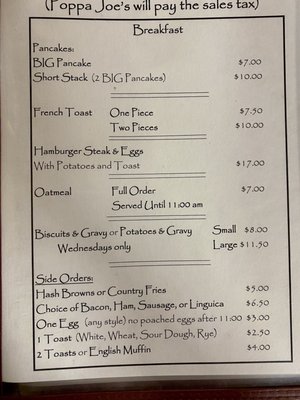 (Poppa Joe's will pay the sales tax)
Breakfast
Pancakes:
BIG Pancake $7.00
Short Stack (2 BIG Pancakes) $10.00
French Toast One Piece $7.50
Two Pieces $10.00
Hamburger Steak & Eggs
With Potatoes and Toast $17.00
Oatmeal Full Order $7.00
Served Until 11:00 am
Biscuits & Gravy or Potatoes & Gravy Small $8.00
Wednesdays only Large $11.50
Side Orders:
Hash Browns or Country Fries $5.00
Choice of Bacon, Ham, Sausage, or Linguica $6.50
One Egg (any style) no poached eggs after 11:00 $3.00
1 Toast (White, Wheat, Sour Dough, Rye) $2.50
2 Toasts or English Muffin $4.00